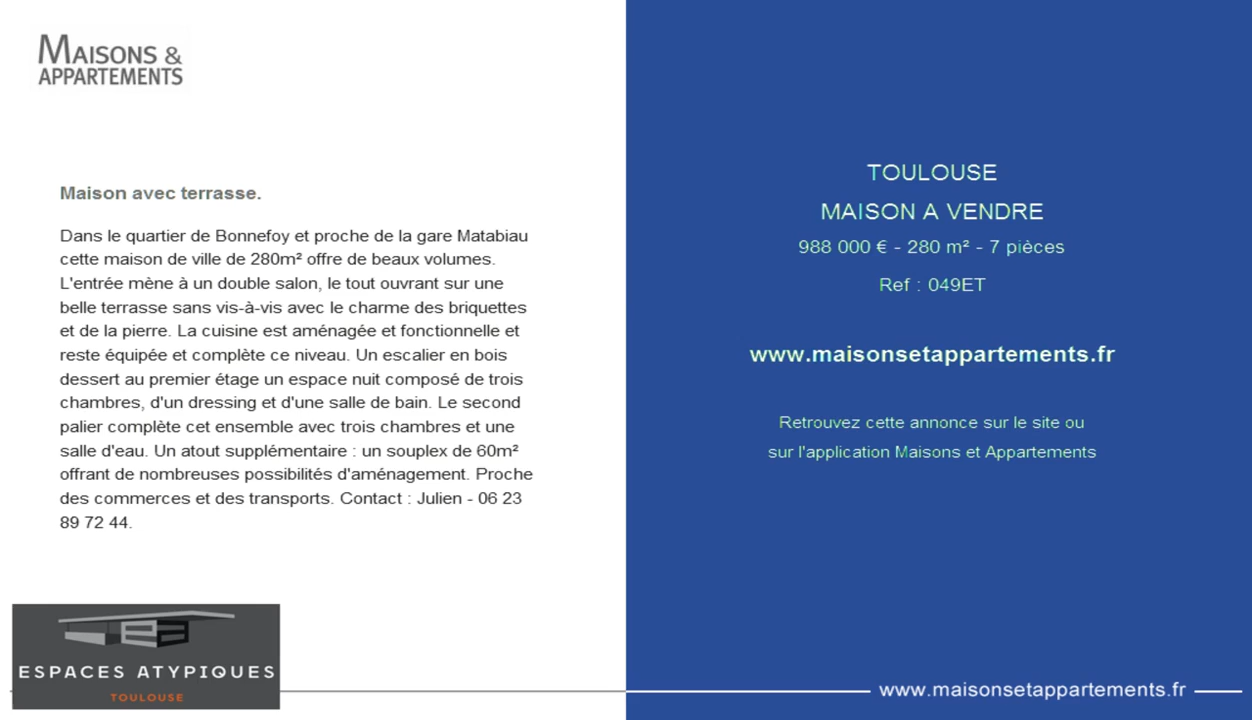 MAISONS &
APPARTEMENTS
Maison avec terrasse.
Dans le quartier de Bonnefoy et proche de la gare Matabiau
cette maison de ville de 280m² offre de beaux volumes.
L'entrée mène à un double salon, le tout ouvrant sur une
belle terrasse sans vis-à-vis avec le charme des briquettes
et de la pierre. La cuisine est aménagée et fonctionnelle et
reste équipée et complète ce niveau. Un escalier en bois
dessert au premier étage un espace nuit composé de trois
chambres, d'un dressing et d'une salle de bain. Le second
palier complète cet ensemble avec trois chambres et une
salle d'eau. Un atout supplémentaire : un souplex de 60m²
offrant de nombreuses possibilités d'aménagement. Proche
des commerces et des transports. Contact : Julien - 06 23
89 72 44.
ESPACES ATYPIQUES
TOULOUSE
TOULOUSE
MAISON A VENDRE
988 000 € - 280 m² - 7 pièces
Ref : 049ET
www.maisonsetappartements.fr
Retrouvez cette annonce sur le site ou
sur l'application Maisons et Appartements
www.maisonsetappartements.fr